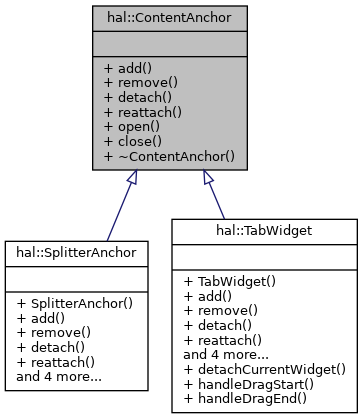 hal::ContentAnchor
+ add()
+ remove()
+ detach()
+ reattach()
+ open()
+ close()
+ ~ContentAnchor()
hal::SplitterAnchor
+ SplitterAnchor()
+ add()
+ remove()
+ detach()
+ reattach()
and 4 more...
hal::TabWidget
+ TabWidget()
+ add()
+ remove()
+ detach()
+ reattach()
and 4 more...
+ detachCurrentWidget()
+ handleDragStart()
+ handleDragEnd()